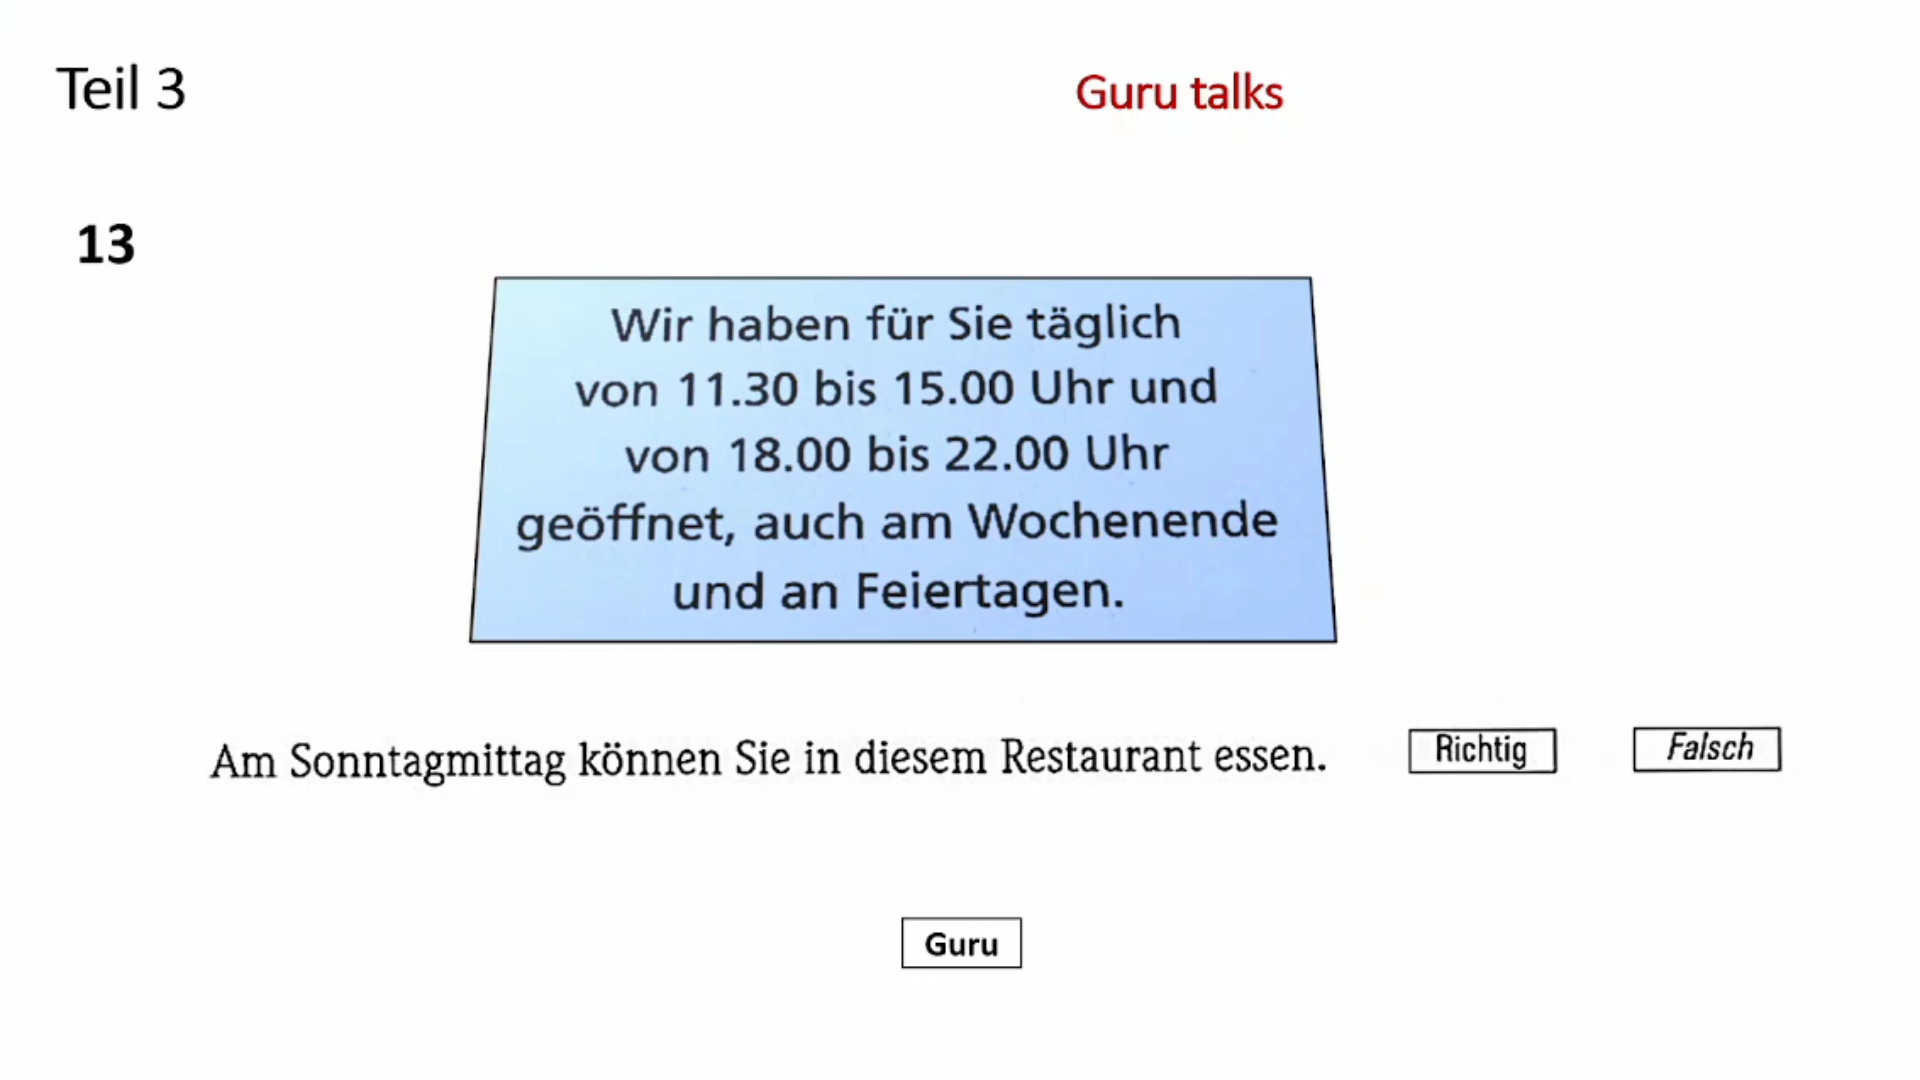 Teil 3
Guru talks
13
Wir haben für Sie täglich
von 11.30 bis 15.00 Uhr und
von 18.00 bis 22.00 Uhr
geöffnet, auch am Wochenende
und an Feiertagen.
Am Sonntagmittag können Sie in diesem Restaurant essen.
Richtig
Falsch
Guru